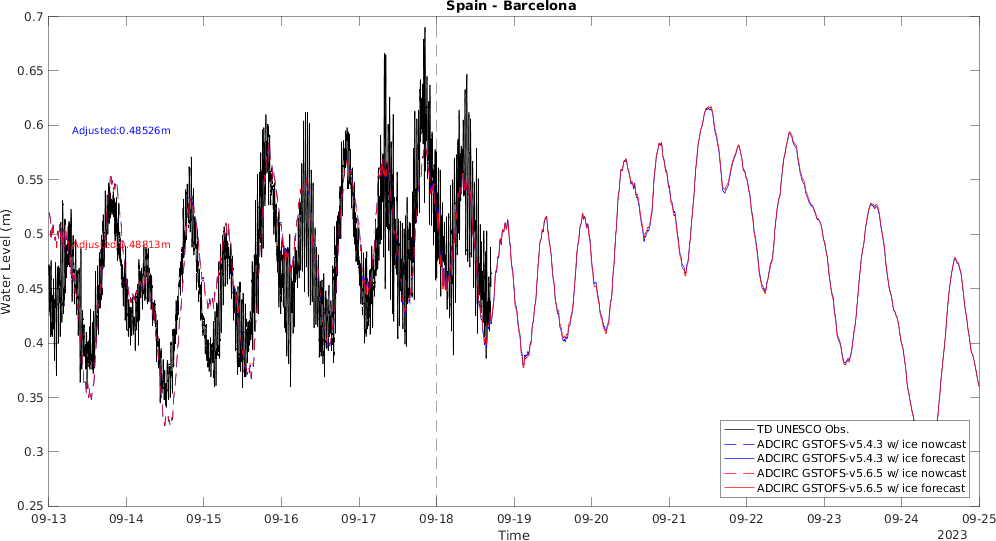 Spain - Barcelona
Water Level (m)
0.7
0.65
0.6
0.55
0.5
0.45
0.4
0.35
0.3
0.25
Adjusted:0.48526m
Adjusted:0.48813m
TD UNESCO Obs.
ADCIRC GSTOFS-v5.4.3 w/ ice nowcast
ADCIRC GSTOFS-v5.4.3 w/ ice forecast
ADCIRC GSTOFS-v5.6.5 w/ ice nowcast
ADCIRC GSTOFS-v5.6.5 w/ ice forecast
09-13 09-14 09-15 09-16 09-17 09-18 09-19 09-20 09-21 09-22 09-23 09-24 09-25
Time
2023